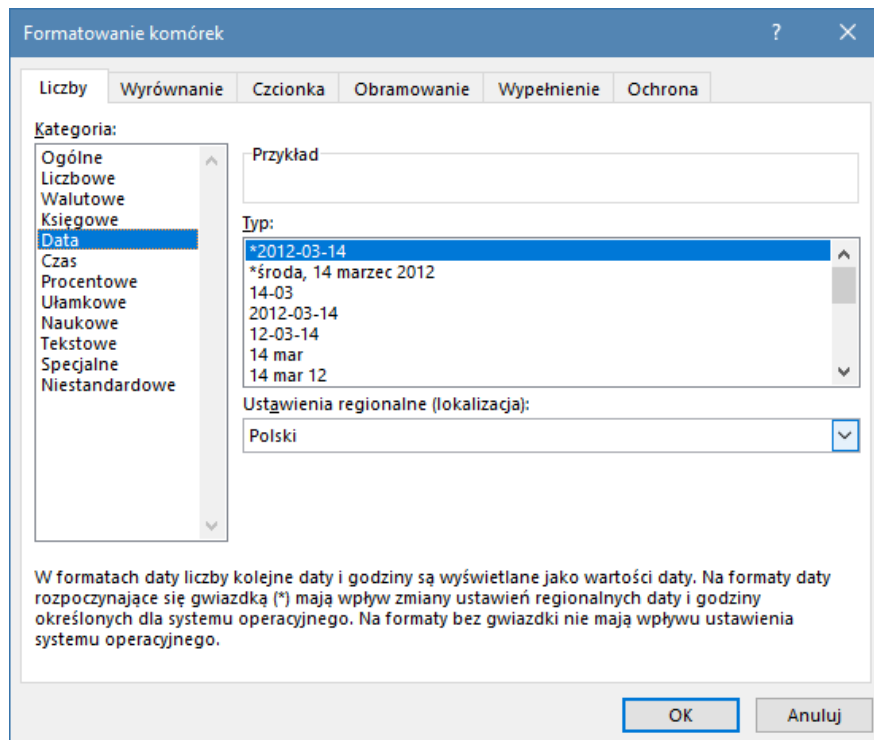 Formatowanie komórek
?
Liczby
Wyrównanie
Czcionka
Obramowanie
Wypełnienie
Ochrona
Kategoria:
Ogólne
Liczbowe
Walutowe
Księgowe
Data
Czas
Procentowe
Ułamkowe
Naukowe
Tekstowe
Specjalne
Niestandardowe
Przykład
Typ:
*2012-03-14
*środa, 14 marzec 2012
14-03
2012-03-14
12-03-14
14 mar
14 mar 12
Ustawienia regionalne (lokalizacja):
Polski
W formatach daty liczby kolejne daty i godziny są wyświetlane jako wartości daty. Na formaty daty
rozpoczynające się gwiazdką (*) mają wpływ zmiany ustawień regionalnych daty i godziny
określonych dla systemu operacyjnego. Na formaty bez gwiazdki nie mają wpływu ustawienia
systemu operacyjnego.
OK
Anuluj